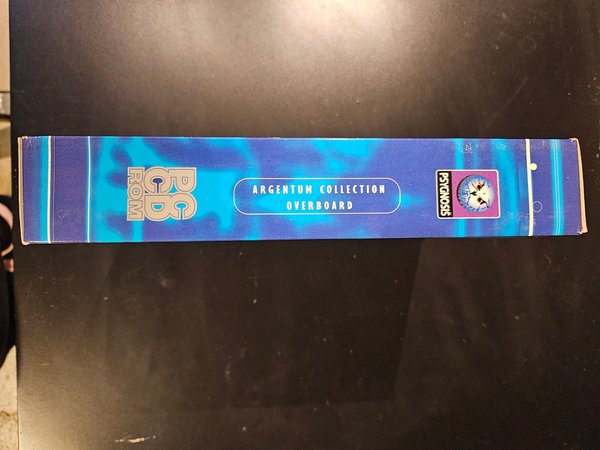 PC
CD
ROM
ARGENTUM COLLECTION
OVERBOARD
PSYGNOSIS